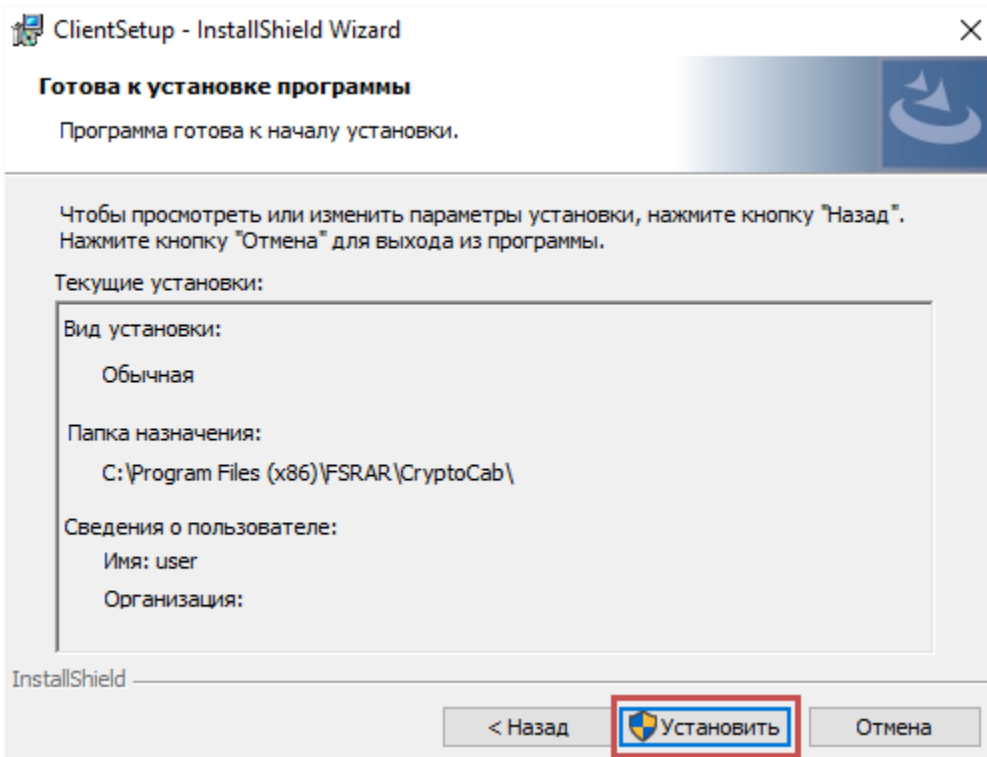 ClientSetup - InstallShield Wizard
Готова к установке программы
Программа готова к началу установки.
Чтобы просмотреть или изменить параметры установки, нажмите кнопку "Назад".
Нажмите кнопку "Отмена" для выхода из программы.
Текущие установки:
Вид установки:
Обычная
Папка назначения:
C:\Program Files (x86)\FSRAR\CryptoCab\
Сведения о пользователе:
Имя: user
Организация:
InstallShield
< Назад Установить Отмена